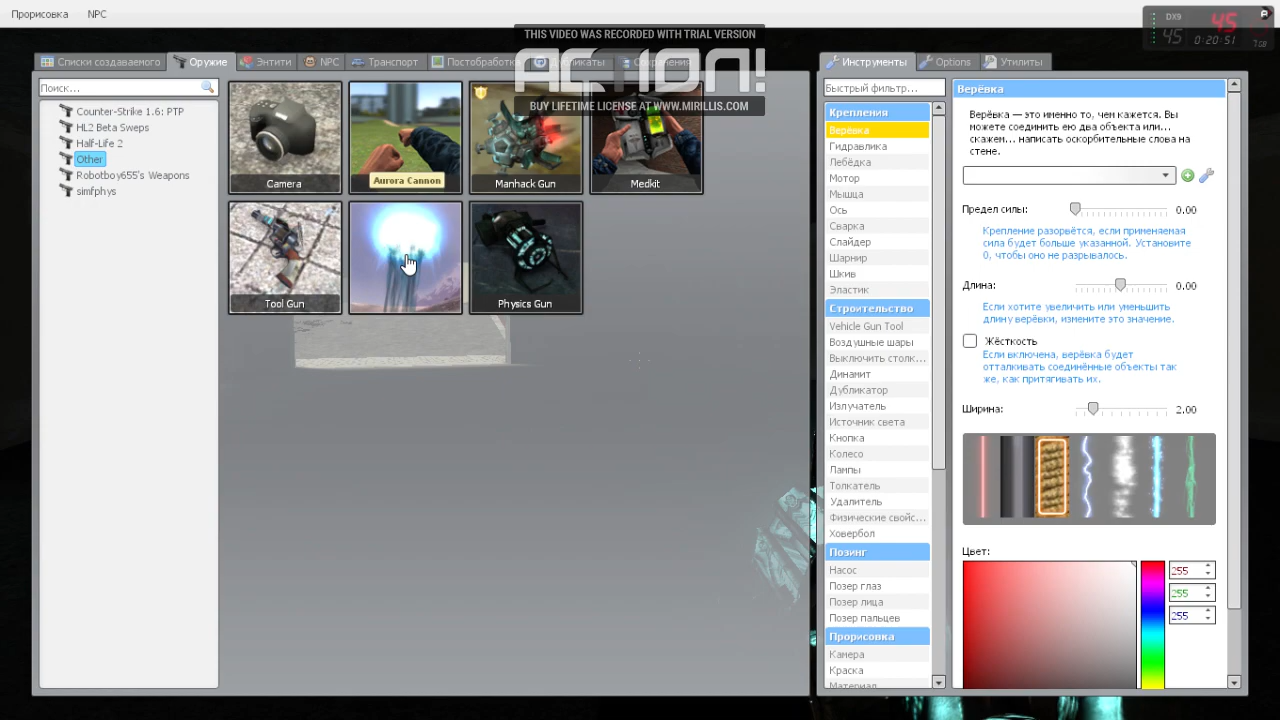 Прорисовка NPC
DX9 45
45 0:20:51
THIS VIDEO WAS RECORDED WITH TRIAL VERSION
ACTION!
BUY LIFETIME LICENSE AT WWW.MIRILLIS.COM
Списки создаваемого Оружие Энтити NPC Транспорт Постобработка Дубликаты Сохранения
Поиск...
Counter-Strike 1.6: PTP
HL2 Beta Sweps
Half-Life 2
Other
Robotboy655's Weapons
simfphys
Camera
Aurora Cannon
Manhack Gun
Medkit
Tool Gun
Physics Gun
Инструменты Options Утилиты
Быстрый фильтр...
Крепления
Верёвка
Гидравлика
Лебёдка
Мотор
Мышца
Ось
Сварка
Слайдер
Шарнир
Шкив
Эластик
Строительство
Vehicle Gun Tool
Воздушные шары
Выключить столк...
Динамит
Дубликатор
Излучатель
Источник света
Кнопка
Колесо
Лампы
Толкатель
Удалитель
Физические свойс...
Ховербол
Позинг
Насос
Позер глаз
Позер лица
Позер пальцев
Прорисовка
Камера
Краска
Материал
Верёвка
Верёвка — это именно то, чем кажется. Вы
можете соединить ею два объекта или...
скажем... написать оскорбительные слова на
стене.
Предел силы: 0.00
Крепление разорвётся, если применяемая
сила будет больше указанной. Установите
0, чтобы оно не разрывалось.
Длина: 0.00
Если хотите увеличить или уменьшить
длину верёвки, измените это значение.
Жёсткость
Если включена, верёвка будет
отталкивать соединённые объекты так
же, как притягивать их.
Ширина: 2.00
Цвет:
255
255
255